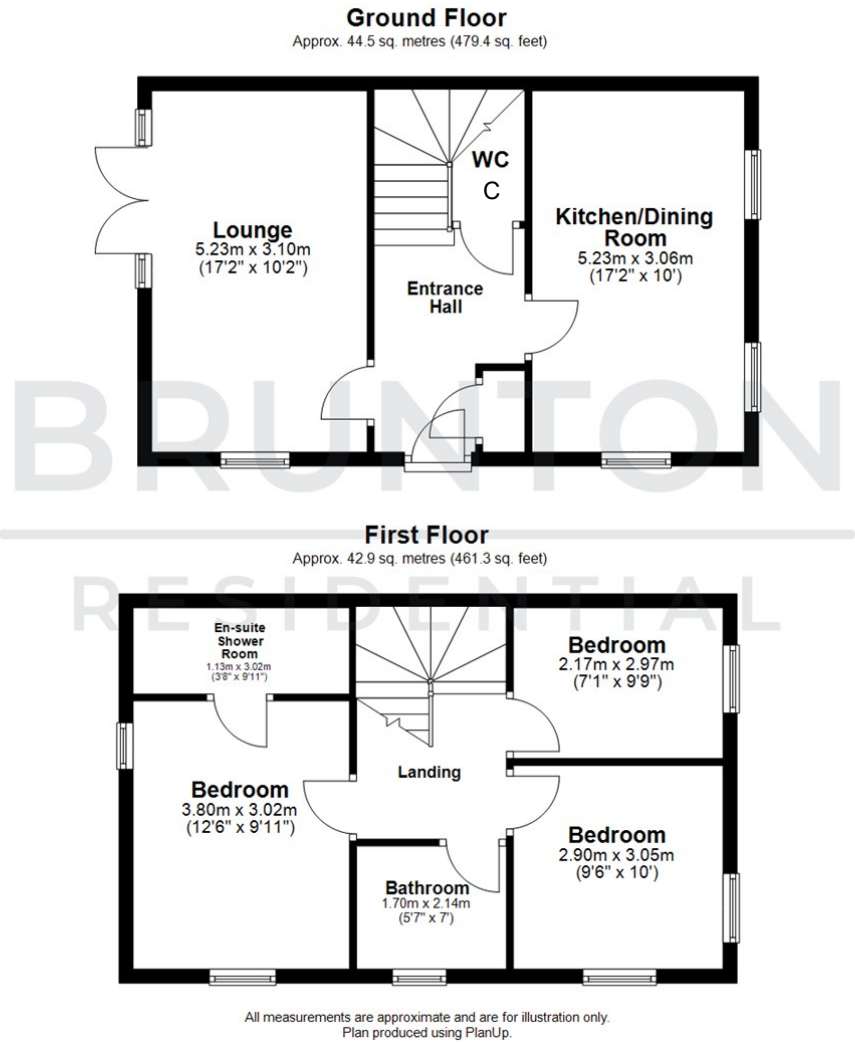 Ground Floor
Approx. 44.5 sq. metres (479.4 sq. feet)
WC
C
Lounge
5.23m x 3.10m
(17'2" x 10'2")
Kitchen/Dining
Room
5.23m x 3.06m
(17'2" x 10')
Entrance
Hall
BRUNTON
First Floor
Approx. 42.9 sq. metres (461.3 sq. feet)
RESIDENTIAL
En-suite
Shower
Room
1.13m x 3.02m
(3'8" x 9'11")
Bedroom
2.17m x 2.97m
(7'1" x 9'9")
Landing
Bedroom
3.80m x 3.02m
(12'6" x 9'11")
Bedroom
2.90m x 3.05m
(9'6" x 10')
Bathroom
1.70m x 2.14m
(5'7" x 7')
All measurements are approximate and are for illustration only.
Plan produced using PlanUp.